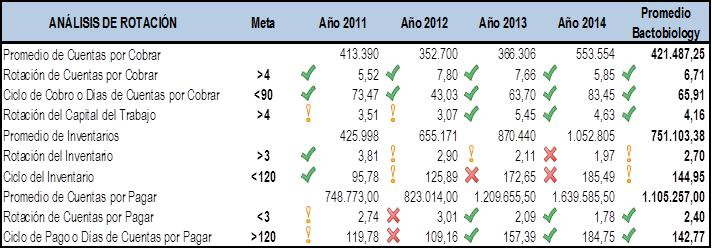 ANÁLISIS DE ROTACIÓN Meta Año 2011 Año 2012 Año 2013 Año 2014 Promedio Bactobiology
Promedio de Cuentas por Cobrar 413.390 352.700 366.306 553.554 421.487,25
Rotación de Cuentas por Cobrar >4 5,52 7,80 7,66 5,85 6,71
Ciclo de Cobro o Días de Cuentas por Cobrar <90 73,47 43,03 63,70 83,45 65,91
Rotación del Capital del Trabajo >4 3,51 3,07 5,45 4,63 4,16
Promedio de Inventarios 425.998 655.171 870.440 1.052.805 751.103,38
Rotación del Inventario >3 3,81 2,90 2,11 1,97 2,70
Ciclo del Inventario <120 95,78 125,89 172,65 185,49 144,95
Promedio de Cuentas por Pagar 748.773,00 823.014,00 1.209.655,50 1.639.585,50 1.105.257,00
Rotación de Cuentas por Pagar <3 2,74 3,01 2,09 1,78 2,40
Ciclo de Pago o Días de Cuentas por Pagar >120 119,78 109,16 157,39 184,75 142,77